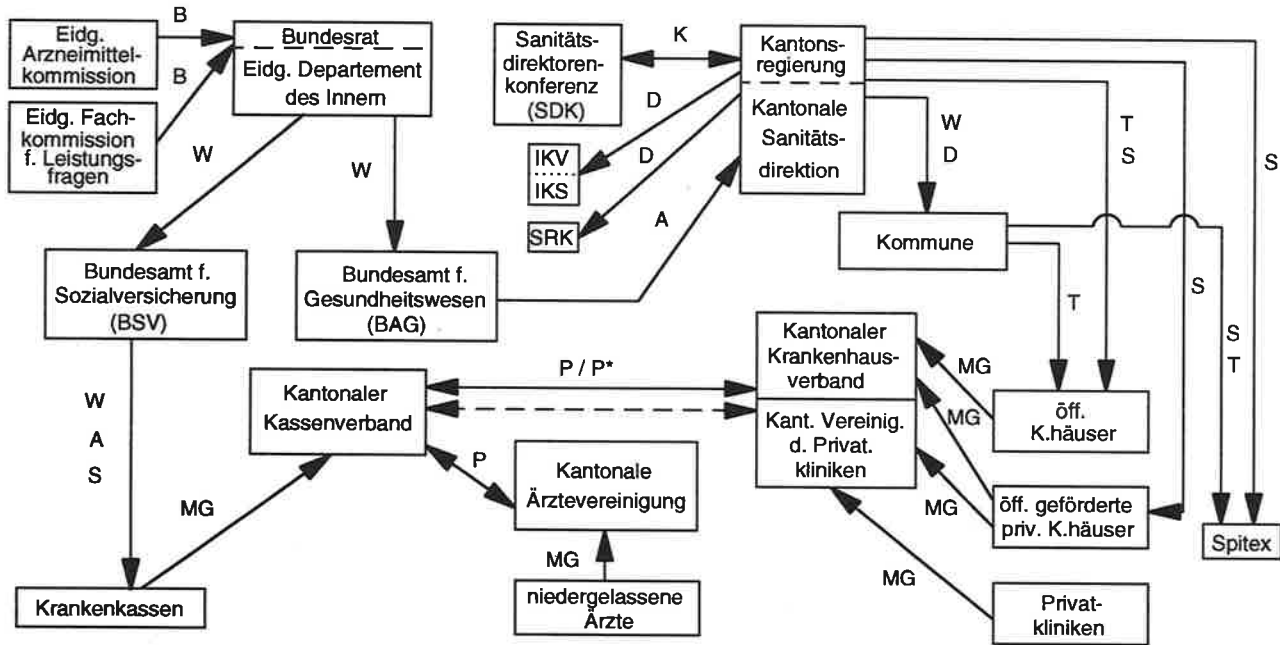 Eidg.
Arzneimittel-
kommission
B
B
Eidg. Fach-
kommission
f. Leistungs-
fragen
Bundesrat
Eidg. Departement
des Innern
W
W
Sanitäts-
direktoren-
konferenz
(SDK)
K
D
D
IKV
IKS
SRK
A
Kantons-
regierung
Kantonale
Sanitäts-
direktion
W
D
T
S
S
S
Kommune
T
S
T
Bundesamt f.
Sozialversicherung
(BSV)
Bundesamt f.
Gesundheitswesen
(BAG)
W
A
S
Krankenkassen
MG
Kantonaler
Kassenverband
P / P*
P
Kantonale
Ärztevereinigung
MG
niedergelassene
Ärzte
Kantonaler
Krankenhaus-
verband
Kant. Vereinig.
d. Privat.
kliniken
MG
MG
MG
MG
öff.
K.häuser
öff. geförderte
priv. K.häuser
Privat-
kliniken
Spitex